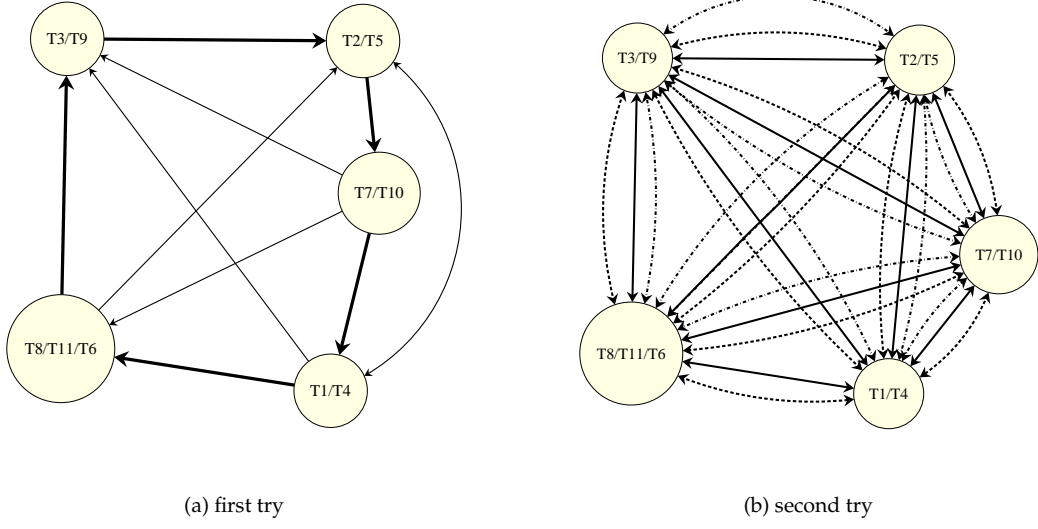 T3/T9
T2/T5
T7/T10
T8/T11/T6
T1/T4
(a) first try
T3/T9
T2/T5
T7/T10
T8/T11/T6
T1/T4
(b) second try